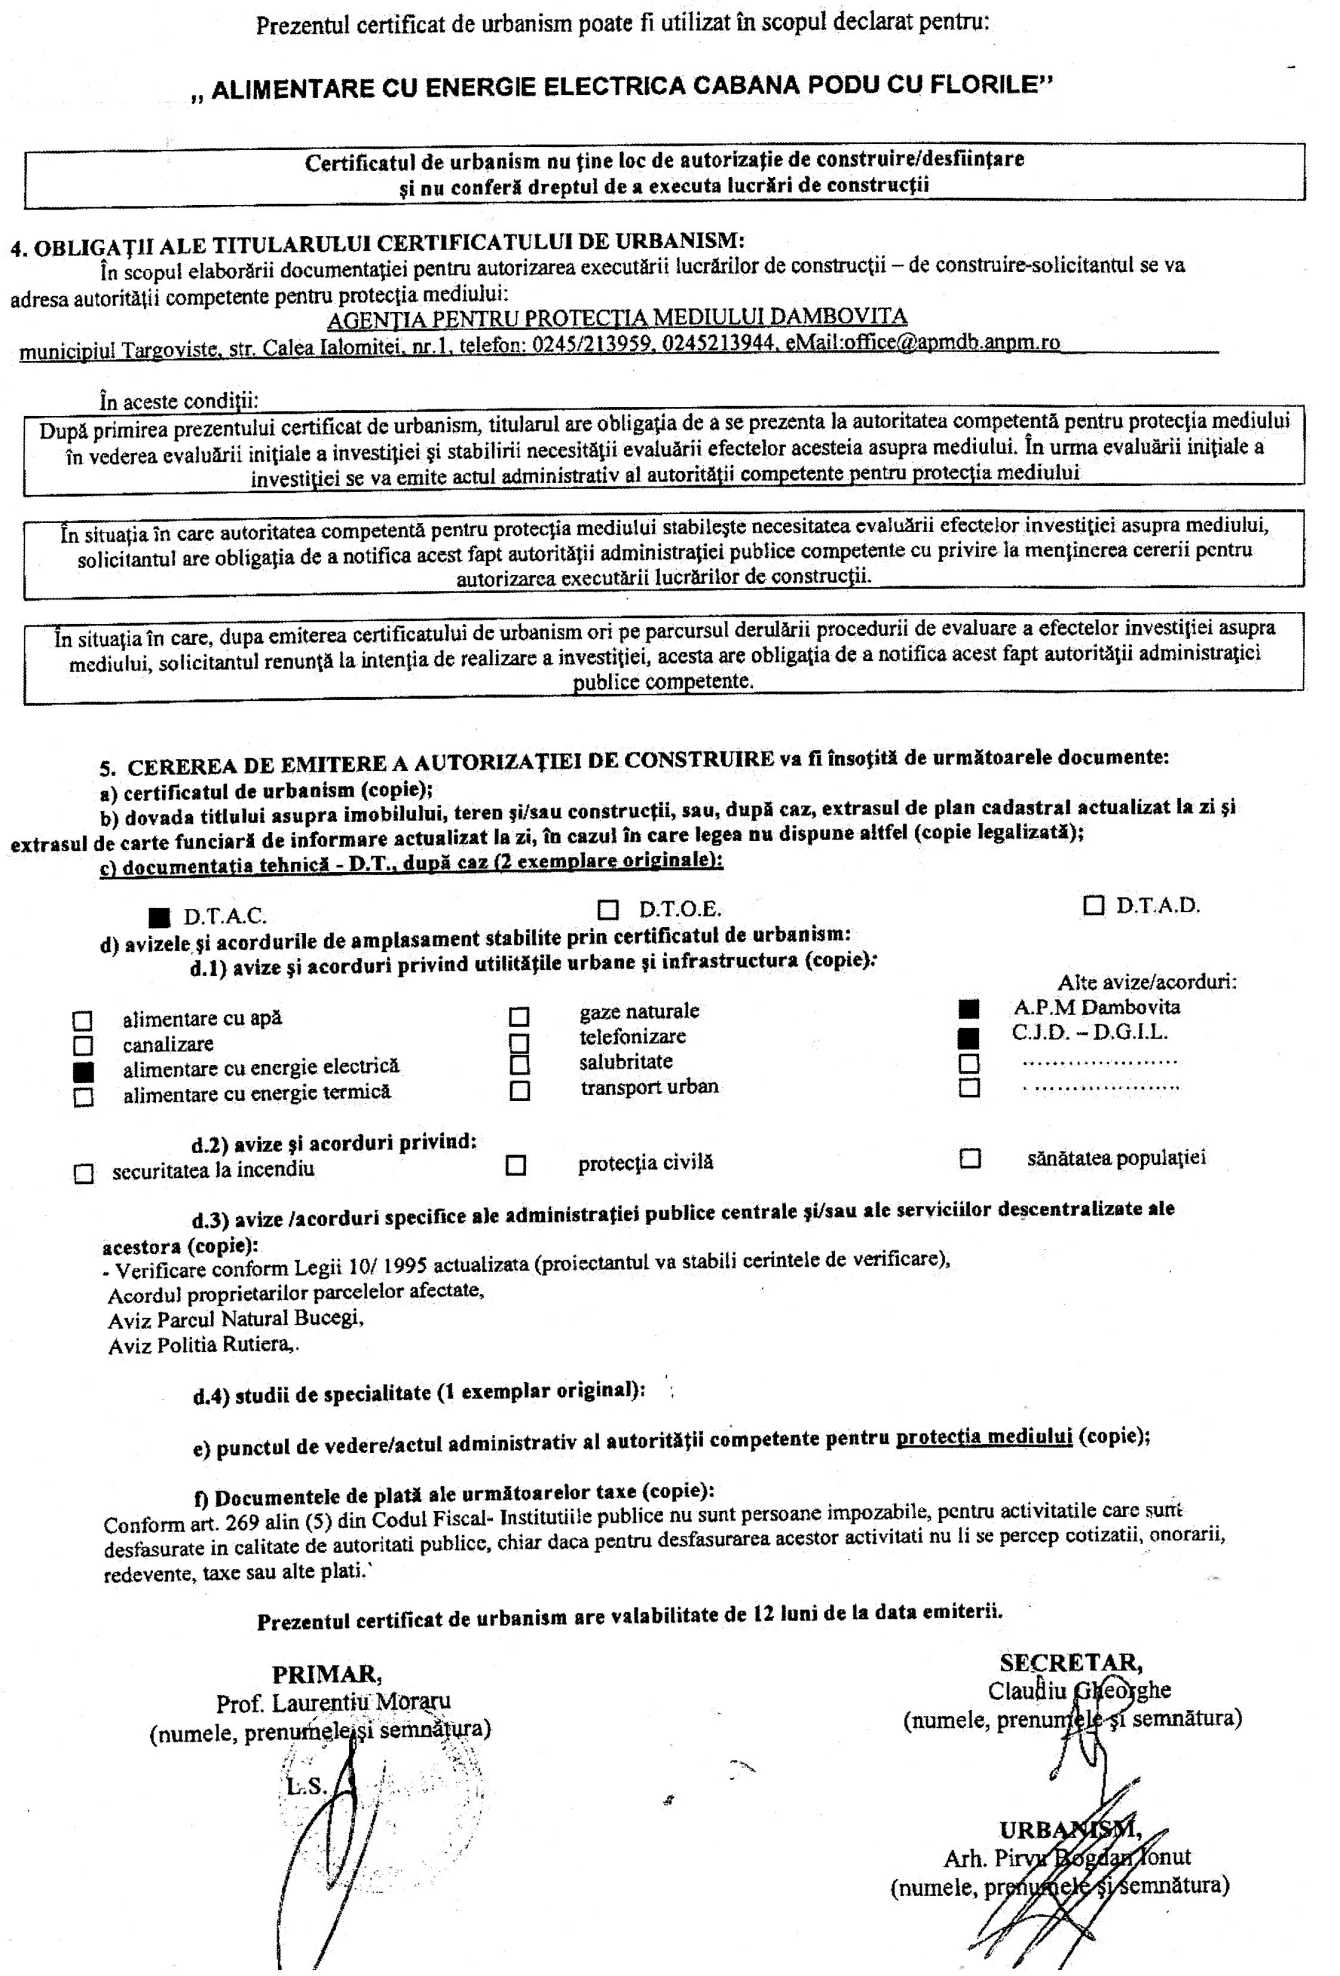 Prezentul certificat de urbanism poate fi utilizat în scopul declarat pentru:
„ ALIMENTARE CU ENERGIE ELECTRICA CABANA PODU CU FLORILE”
Certificatul de urbanism nu ţine loc de autorizaţie de construire/desfiinţare
şi nu conferă dreptul de a executa lucrări de construcţii
4. OBLIGAŢII ALE TITULARULUI CERTIFICATULUI DE URBANISM:
În scopul elaborării documentaţiei pentru autorizarea executării lucrărilor de construcţii – de construire-solicitantul se va
adresa autorităţii competente pentru protecţia mediului:
AGENŢIA PENTRU PROTECŢIA MEDIULUI DAMBOVITA
municipiul Targoviste, str. Calea Ialomitei, nr.1, telefon: 0245/213959, 0245213944, eMail:office@apmdb.anpm.ro
În aceste condiţii:
După primirea prezentului certificat de urbanism, titularul are obligaţia de a se prezenta la autoritatea competentă pentru protecţia mediului
în vederea evaluării iniţiale a investiţiei şi stabilirii necesităţii evaluării efectelor acesteia asupra mediului. În urma evaluării iniţiale a
investiţiei se va emite actul administrativ al autorităţii competente pentru protecţia mediului
În situaţia în care autoritatea competentă pentru protecţia mediului stabileşte necesitatea evaluării efectelor investiţiei asupra mediului,
solicitantul are obligaţia de a notifica acest fapt autorităţii administraţiei publice competente cu privire la menţinerea cererii pentru
autorizarea executării lucrărilor de construcţii.
În situaţia în care, dupa emiterea certificatului de urbanism ori pe parcursul derulării procedurii de evaluare a efectelor investiţiei asupra
mediului, solicitantul renunţă la intenţia de realizare a investiţiei, acesta are obligaţia de a notifica acest fapt autorităţii administraţiei
publice competente.
5. CEREREA DE EMITERE A AUTORIZAŢIEI DE CONSTRUIRE va fi însoţită de următoarele documente:
a) certificatul de urbanism (copie);
b) dovada titlului asupra imobilului, teren şi/sau construcţii, sau, după caz, extrasul de plan cadastral actualizat la zi şi
extrasul de carte funciară de informare actualizat la zi, în cazul în care legea nu dispune altfel (copie legalizată);
c) documentaţia tehnică - D.T., după caz (2 exemplare originale):
D.T.A.C. D.T.O.E. D.T.A.D.
d) avizele şi acordurile de amplasament stabilite prin certificatul de urbanism:
d.1) avize şi acorduri privind utilităţile urbane şi infrastructura (copie):
Alte avize/acorduri:
alimentare cu apă gaze naturale A.P.M Dambovita
canalizare telefonizare C.J.D. – D.G.I.L.
alimentare cu energie electrică salubritate .....................
alimentare cu energie termică transport urban .....................
d.2) avize şi acorduri privind:
securitatea la incendiu protecţia civilă sănătatea populaţiei
d.3) avize /acorduri specifice ale administraţiei publice centrale şi/sau ale serviciilor descentralizate ale
acestora (copie):
- Verificare conform Legii 10/ 1995 actualizata (proiectantul va stabili cerintele de verificare),
Acordul proprietarilor parcelelor afectate,
Aviz Parcul Natural Bucegi,
Aviz Politia Rutiera,.
d.4) studii de specialitate (1 exemplar original): ;
e) punctul de vedere/actul administrativ al autorităţii competente pentru protecţia mediului (copie);
f) Documentele de plată ale următoarelor taxe (copie):
Conform art. 269 alin (5) din Codul Fiscal- Institutiile publice nu sunt persoane impozabile, pentru activitatile care sunt
desfasurate in calitate de autoritati publice, chiar daca pentru desfasurarea acestor activitati nu li se percep cotizatii, onorarii,
redevente, taxe sau alte plati.
Prezentul certificat de urbanism are valabilitate de 12 luni de la data emiterii.
PRIMAR,
Prof. Laurentiu Moraru
(numele, prenumele şi semnătura)
L.S.
SECRETAR,
Claudiu Gheorghe
(numele, prenumele şi semnătura)
URBANISM,
Arh. Pirvu Bogdan Ionut
(numele, prenumele şi semnătura)